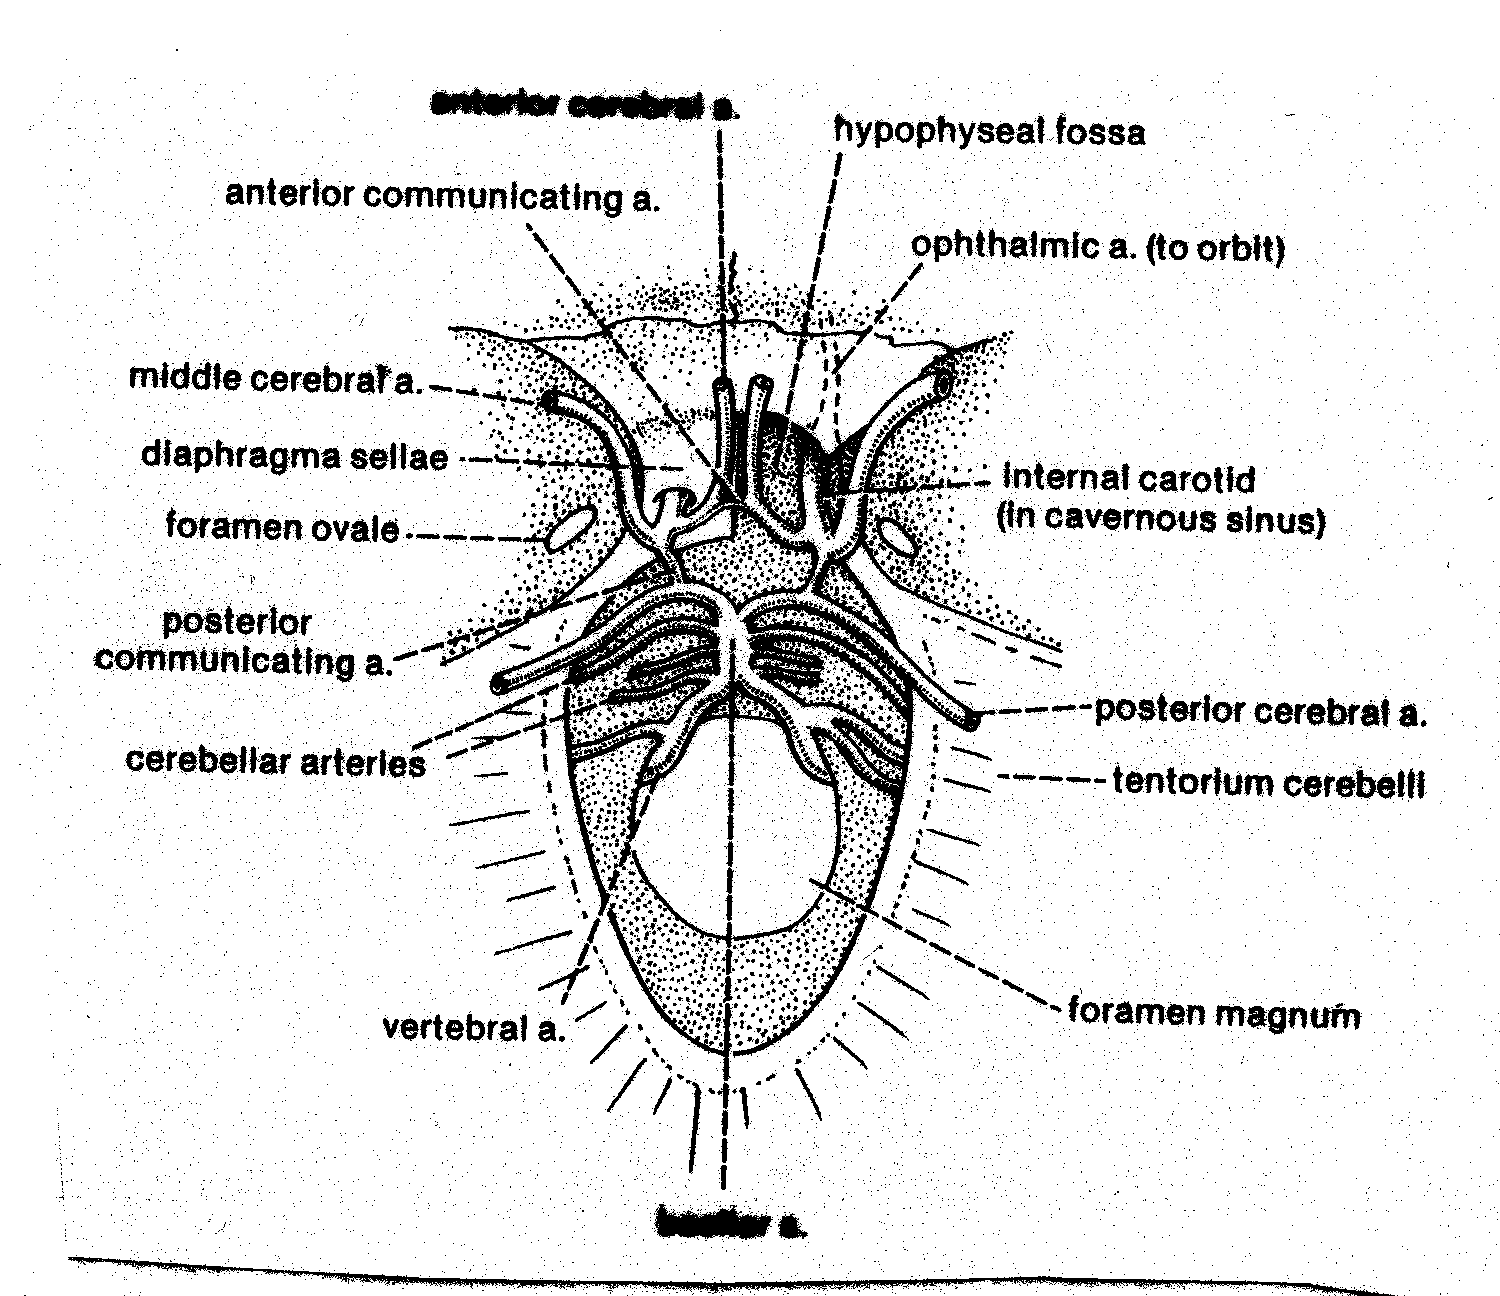 anterior cerebral a.
hypophyseal fossa
anterior communicating a.
ophthalmic a. (to orbit)
middle cerebral a.
diaphragma sellae
internal carotid
(in cavernous sinus)
foramen ovale
posterior
communicating a.
posterior cerebral a.
cerebellar arteries
tentorium cerebelli
vertebral a.
foramen magnum
basilar a.